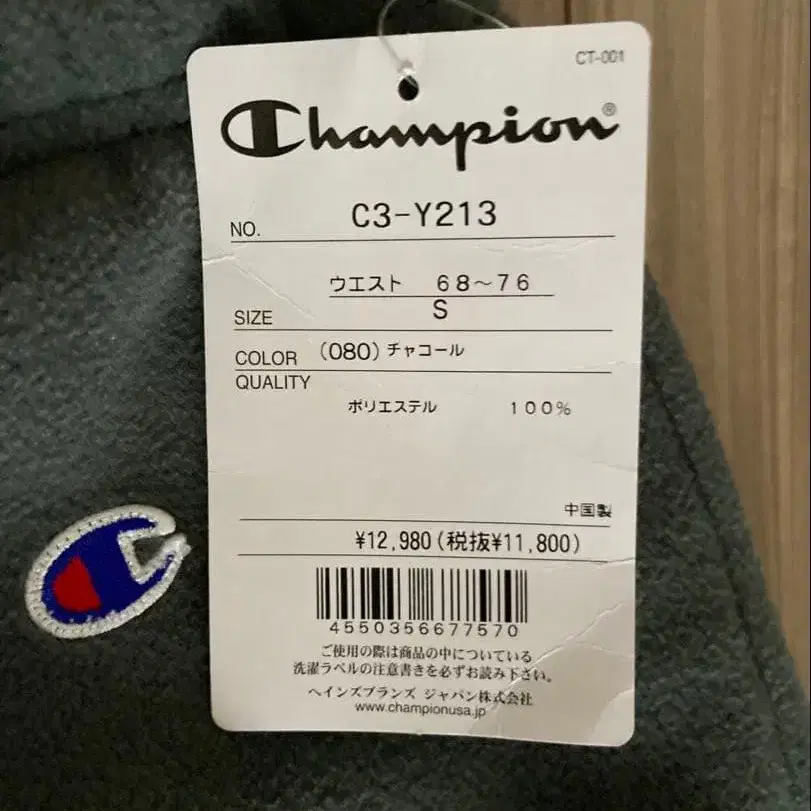 CT-001
Champion®
NO. C3-Y213
ウエスト 68～76
SIZE S
COLOR (080) チャコール
QUALITY
ポリエステル 100%
中国製
¥12,980(税抜¥11,800)
4550356677570
ご使用の際は商品の中についている
洗濯ラベルの注意書きを必ずお読み下さい。
ヘインズブランズ ジャパン株式会社
www.championusa.jp